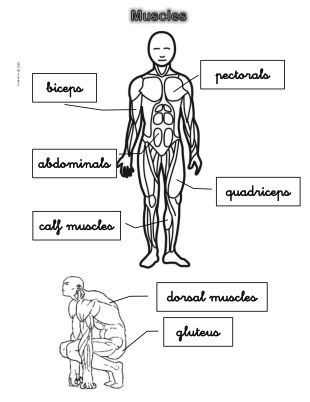 Muscles
biceps
pectorals
abdominals
quadriceps
calf muscles
dorsal muscles
gluteus